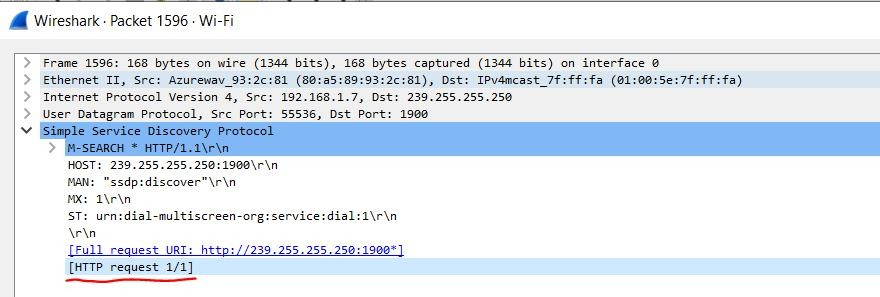 Wireshark · Packet 1596 · Wi-Fi
Frame 1596: 168 bytes on wire (1344 bits), 168 bytes captured (1344 bits) on interface 0
Ethernet II, Src: Azurewav_93:2c:81 (80:a5:89:93:2c:81), Dst: IPv4mcast_7f:ff:fa (01:00:5e:7f:ff:fa)
Internet Protocol Version 4, Src: 192.168.1.7, Dst: 239.255.255.250
User Datagram Protocol, Src Port: 55536, Dst Port: 1900
Simple Service Discovery Protocol
M-SEARCH * HTTP/1.1\r\n
HOST: 239.255.255.250:1900\r\n
MAN: "ssdp:discover"\r\n
MX: 1\r\n
ST: urn:dial-multiscreen-org:service:dial:1\r\n
\r\n
[Full request URI: http://239.255.255.250:1900*]
[HTTP request 1/1]